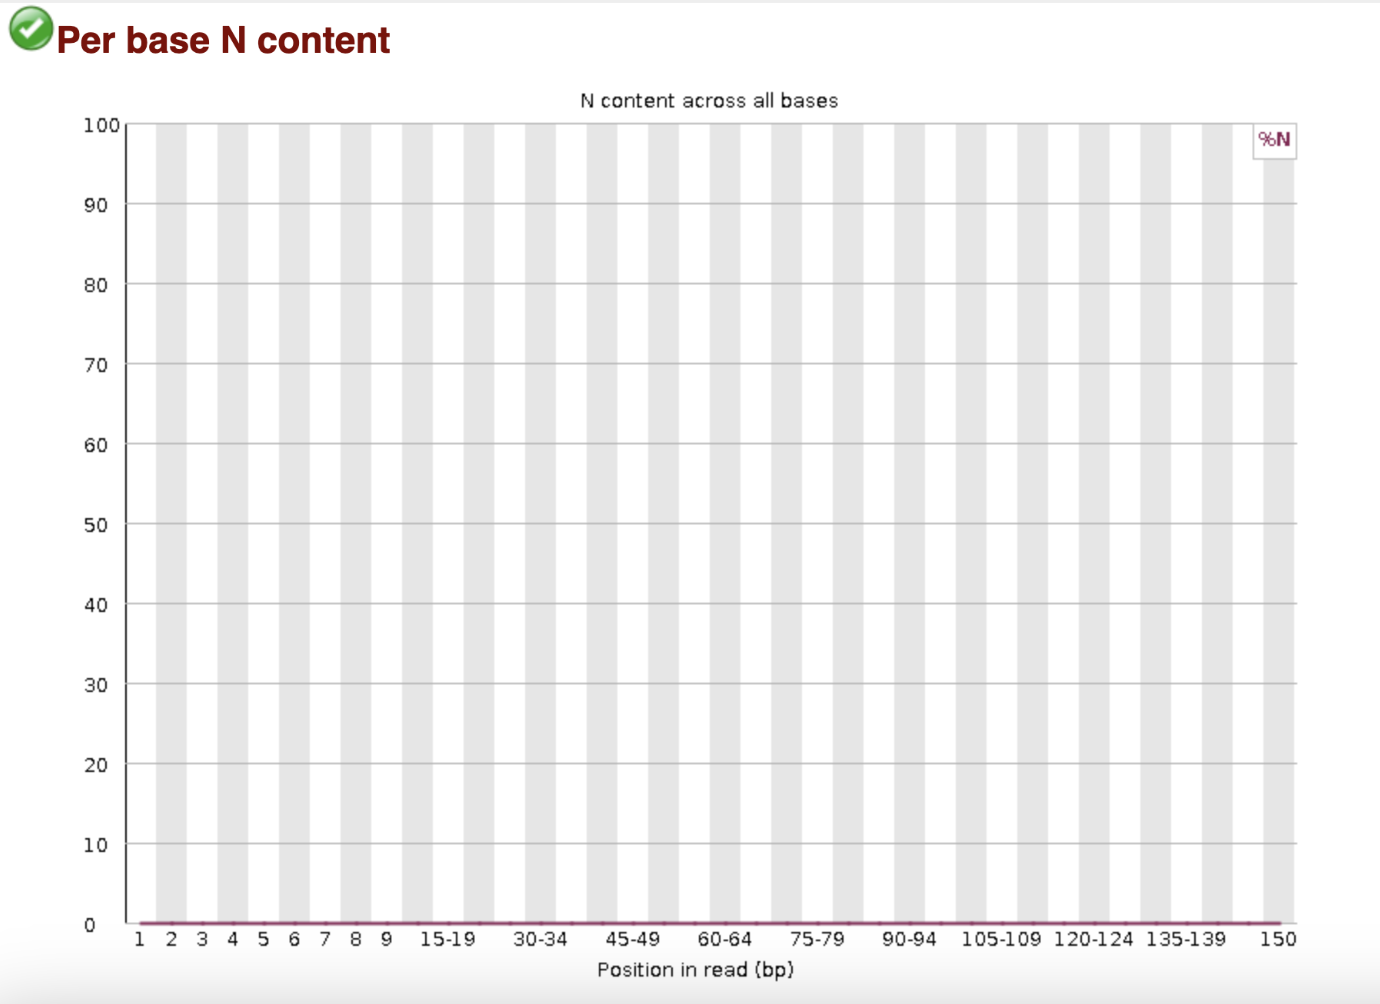 Per base N content
N content across all bases
%N
100
90
80
70
60
50
40
30
20
10
0
1 2 3 4 5 6 7 8 9 15-19 30-34 45-49 60-64 75-79 90-94 105-109 120-124 135-139 150
Position in read (bp)